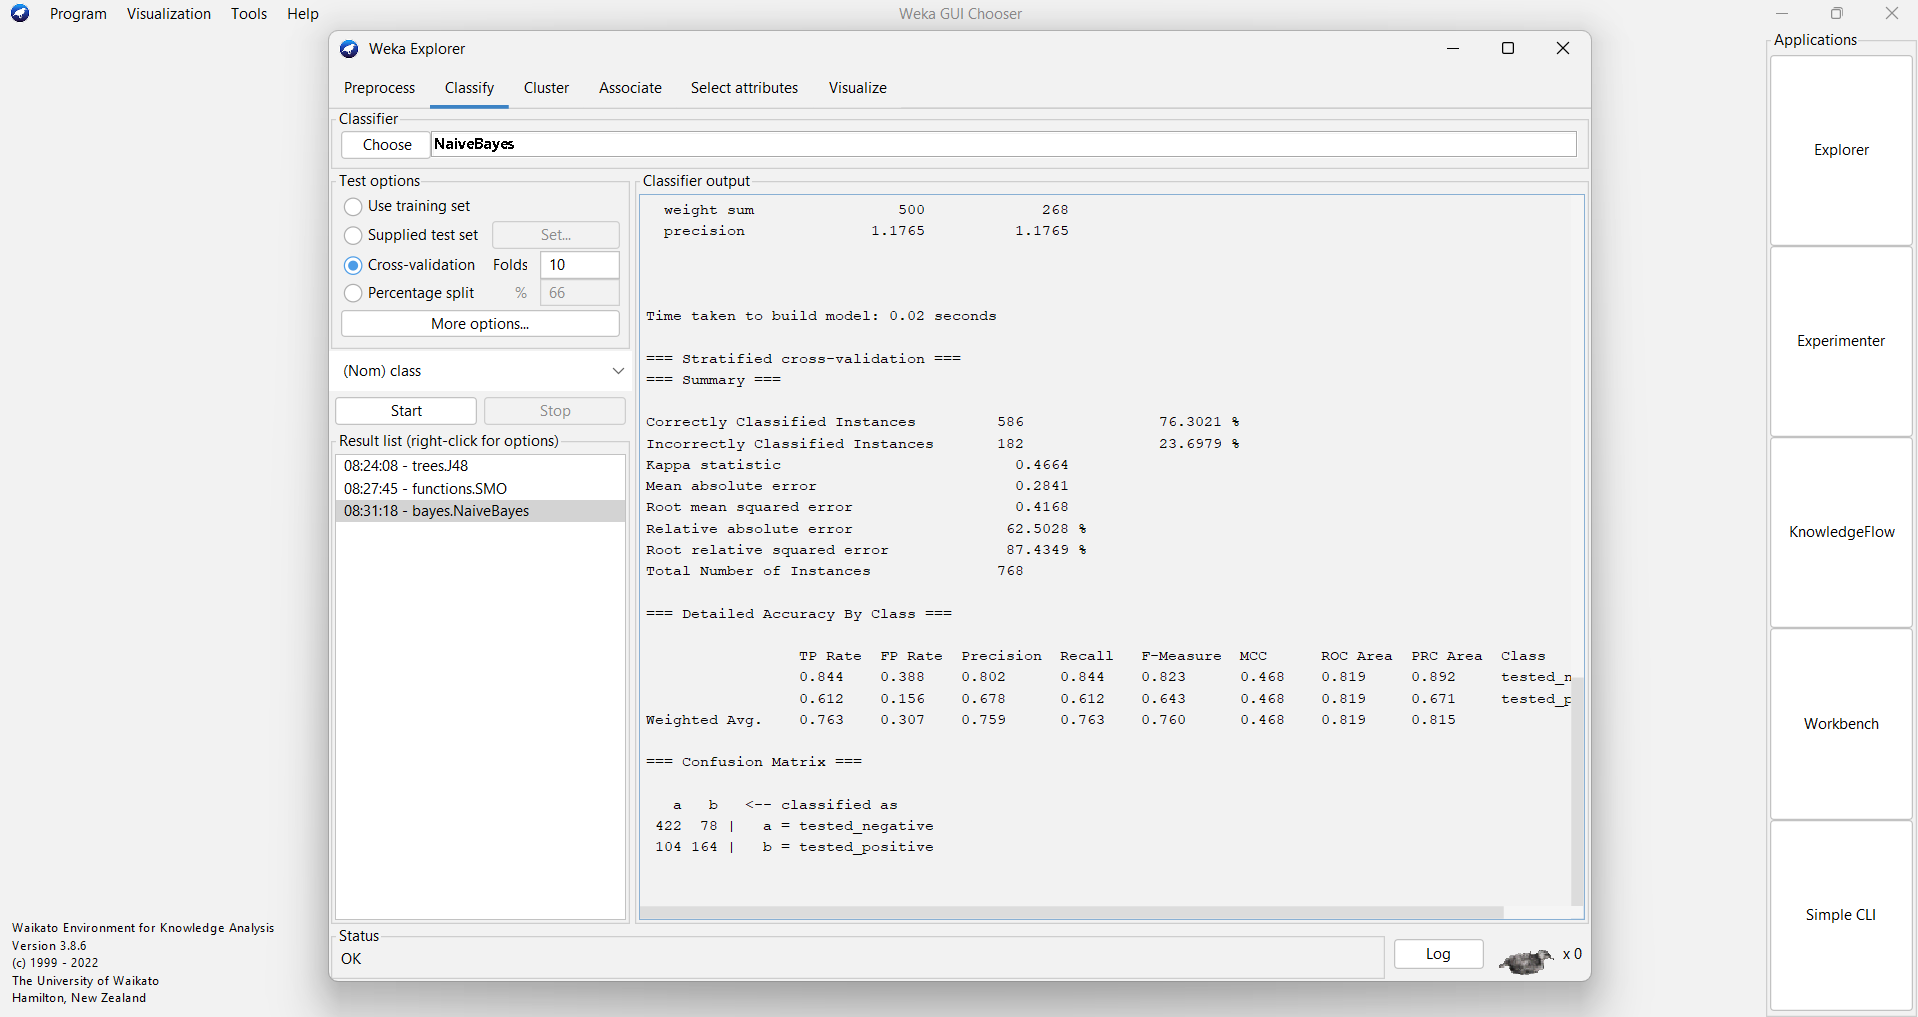 Program Visualization Tools Help
Weka GUI Chooser
Applications
Weka Explorer
Preprocess Classify Cluster Associate Select attributes Visualize
Classifier
Choose NaiveBayes
Test options
Use training set
Supplied test set Set...
Cross-validation Folds 10
Percentage split % 66
More options...
(Nom) class
Start Stop
Result list (right-click for options)
08:24:08 - trees.J48
08:27:45 - functions.SMO
08:31:18 - bayes.NaiveBayes
Classifier output
weight sum 500 268
precision 1.1765 1.1765
Time taken to build model: 0.02 seconds
=== Stratified cross-validation ===
=== Summary ===
Correctly Classified Instances 586 76.3021 %
Incorrectly Classified Instances 182 23.6979 %
Kappa statistic 0.4664
Mean absolute error 0.2841
Root mean squared error 0.4168
Relative absolute error 62.5028 %
Root relative squared error 87.4349 %
Total Number of Instances 768
=== Detailed Accuracy By Class ===
TP Rate FP Rate Precision Recall F-Measure MCC ROC Area PRC Area Class
0.844 0.388 0.802 0.844 0.823 0.468 0.819 0.892 tested_n
0.612 0.156 0.678 0.612 0.643 0.468 0.819 0.671 tested_p
Weighted Avg. 0.763 0.307 0.759 0.763 0.760 0.468 0.819 0.815
=== Confusion Matrix ===
a b <-- classified as
422 78 | a = tested_negative
104 164 | b = tested_positive
Status
OK
Log
x 0
Explorer
Experimenter
KnowledgeFlow
Workbench
Simple CLI
Waikato Environment for Knowledge Analysis
Version 3.8.6
(c) 1999 - 2022
The University of Waikato
Hamilton, New Zealand